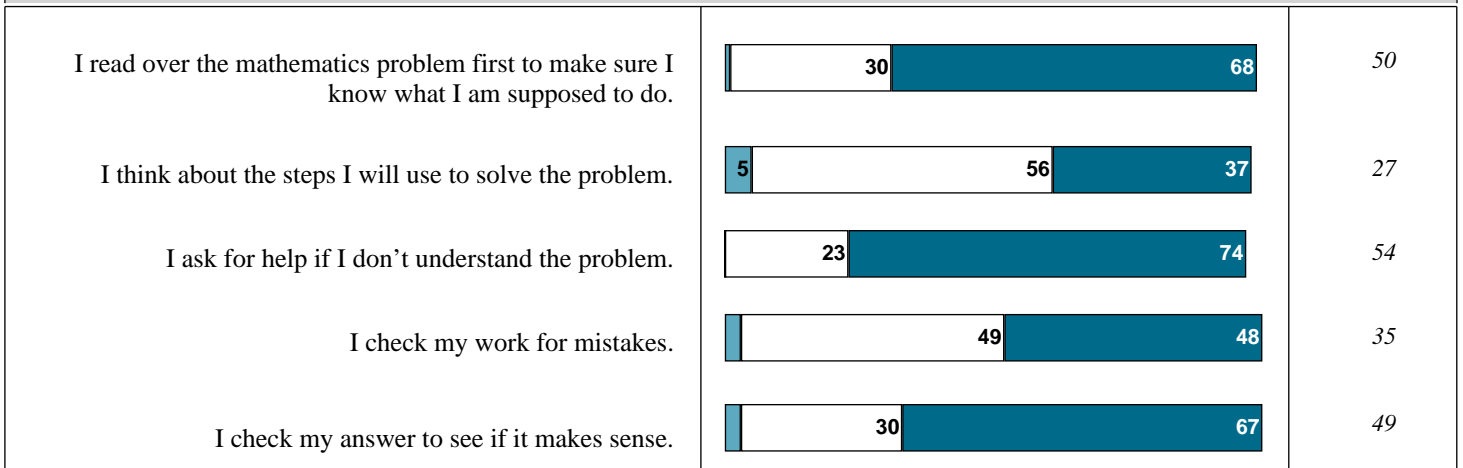 I read over the mathematics problem first to make sure I
know what I am supposed to do.
30 68 50
I think about the steps I will use to solve the problem.
5 56 37 27
I ask for help if I don’t understand the problem.
23 74 54
I check my work for mistakes.
49 48 35
I check my answer to see if it makes sense.
30 67 49